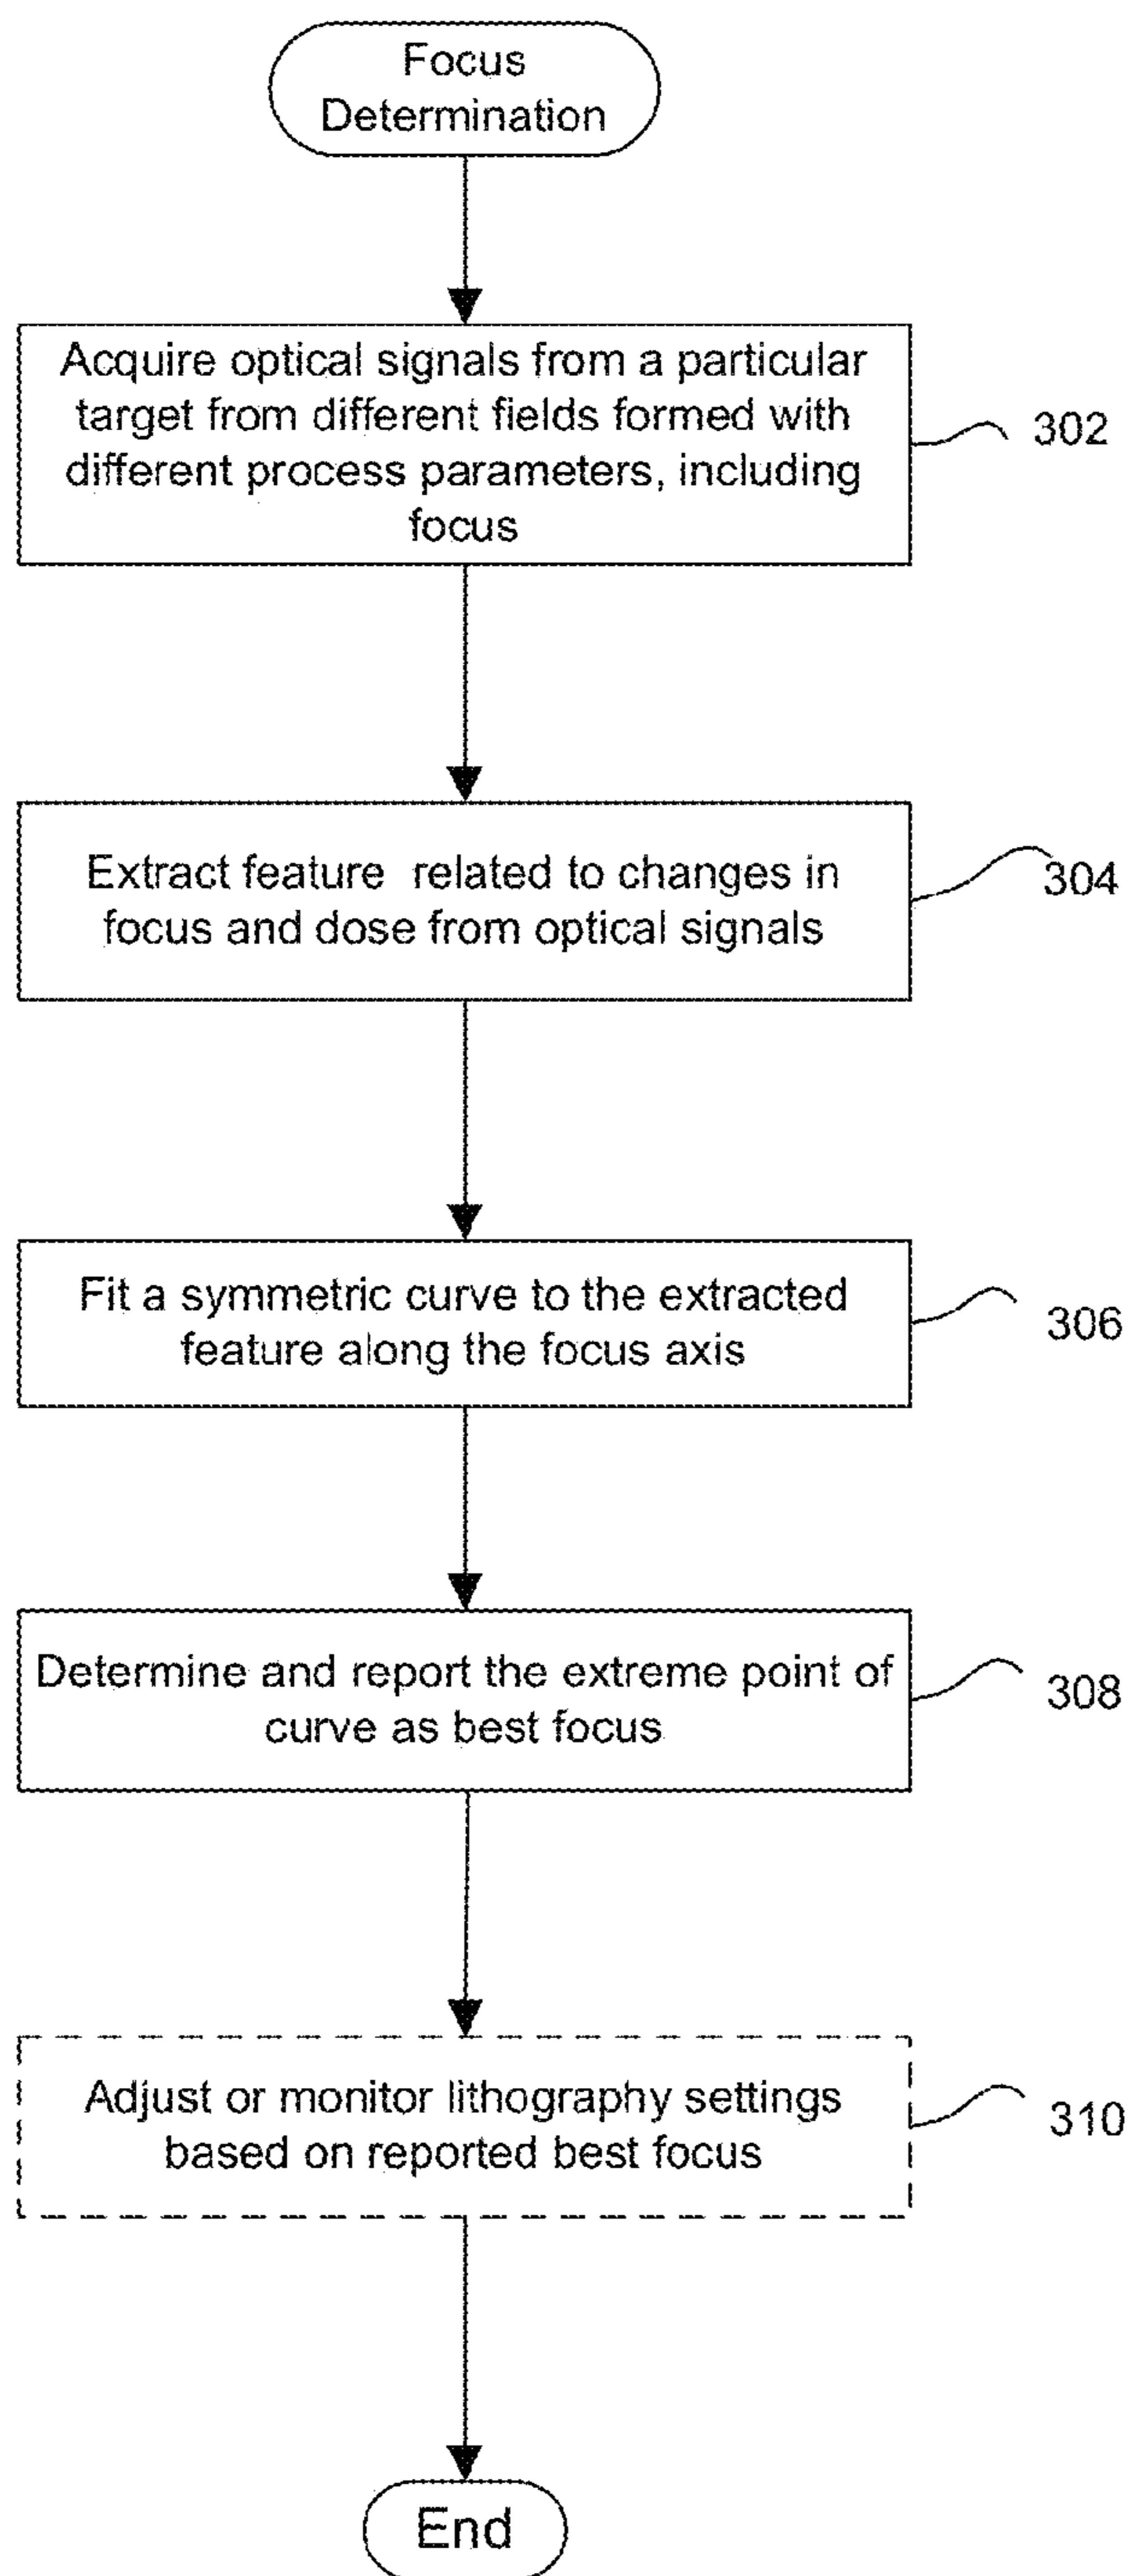 Focus
Determination
Acquire optical signals from a particular
target from different fields formed with
different process parameters, including
focus
302
Extract feature related to changes in
focus and dose from optical signals
304
Fit a symmetric curve to the extracted
feature along the focus axis
306
Determine and report the extreme point of
curve as best focus
308
Adjust or monitor lithography settings
based on reported best focus
310
End